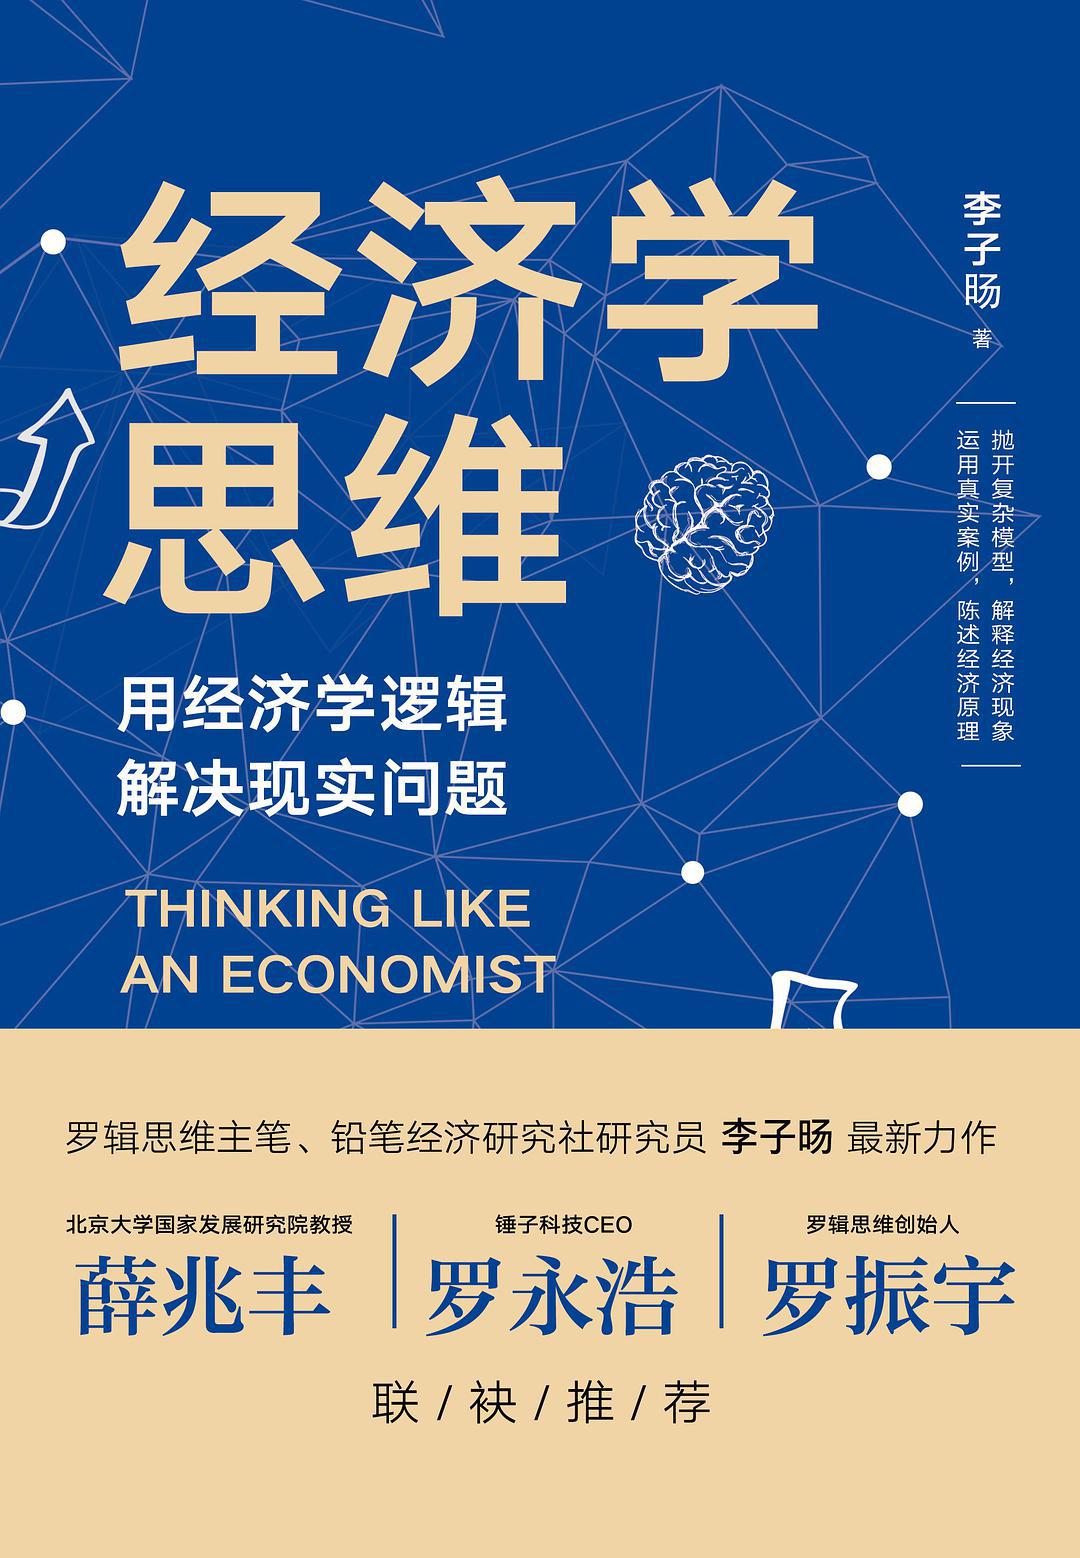 经济学
思维
用经济学逻辑
解决现实问题
THINKING LIKE
AN ECONOMIST
李子旸
著
抛开复杂模型，解释经济现象
运用真实案例，陈述经济原理
罗辑思维主笔、铅笔经济研究社研究员 李子旸 最新力作
北京大学国家发展研究院教授
薛兆丰
锤子科技CEO
罗永浩
罗辑思维创始人
罗振宇
联 / 袂 / 推 / 荐